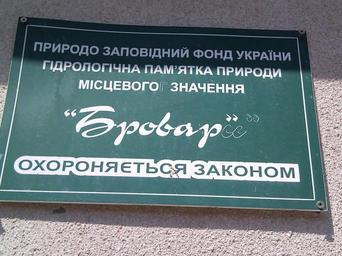 ПРИРОДО ЗАПОВІДНИЙ ФОНД УКРАЇНИ
ГІДРОЛОГІЧНА ПАМ'ЯТКА ПРИРОДИ
МІСЦЕВОГО ЗНАЧЕННЯ
"Бровар"
ОХОРОНЯЄТЬСЯ ЗАКОНОМ